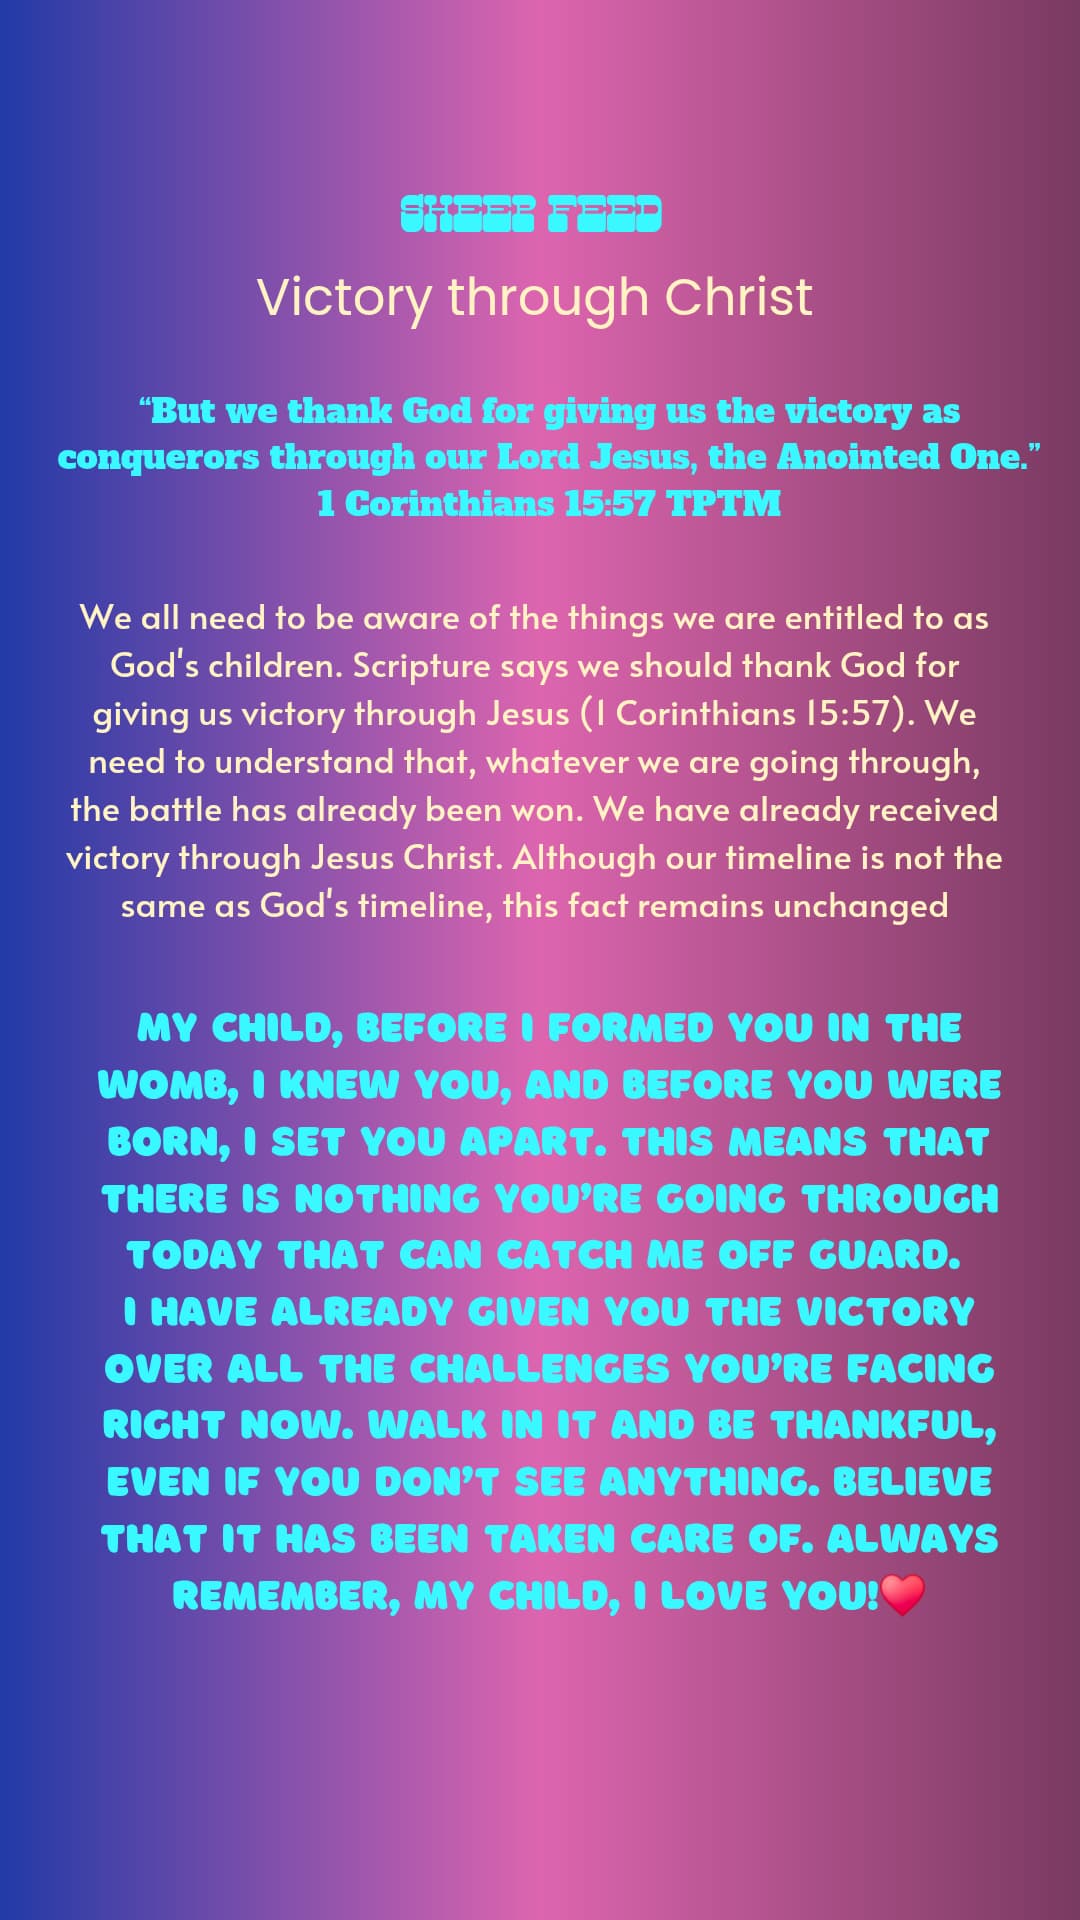 SHEEP FEED
Victory through Christ
“But we thank God for giving us the victory as
conquerors through our Lord Jesus, the Anointed One.”
1 Corinthians 15:57 TPTM
We all need to be aware of the things we are entitled to as
God's children. Scripture says we should thank God for
giving us victory through Jesus (1 Corinthians 15:57). We
need to understand that, whatever we are going through,
the battle has already been won. We have already received
victory through Jesus Christ. Although our timeline is not the
same as God's timeline, this fact remains unchanged
MY CHILD, BEFORE I FORMED YOU IN THE
WOMB, I KNEW YOU, AND BEFORE YOU WERE
BORN, I SET YOU APART. THIS MEANS THAT
THERE IS NOTHING YOU’RE GOING THROUGH
TODAY THAT CAN CATCH ME OFF GUARD.
I HAVE ALREADY GIVEN YOU THE VICTORY
OVER ALL THE CHALLENGES YOU’RE FACING
RIGHT NOW. WALK IN IT AND BE THANKFUL,
EVEN IF YOU DON’T SEE ANYTHING. BELIEVE
THAT IT HAS BEEN TAKEN CARE OF. ALWAYS
REMEMBER, MY CHILD, I LOVE YOU!❤️